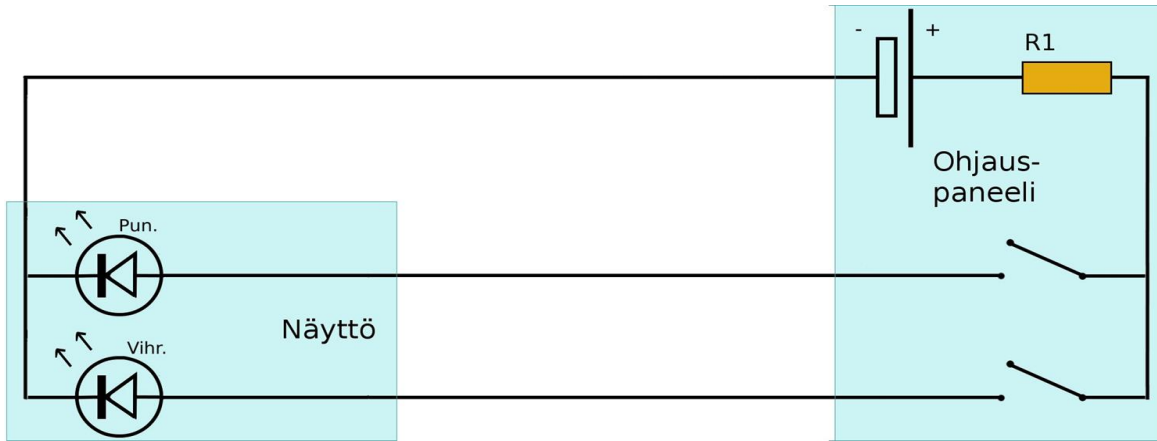 - +
R1
Ohjaus-
paneeli
Pun.
Näyttö
Vihr.